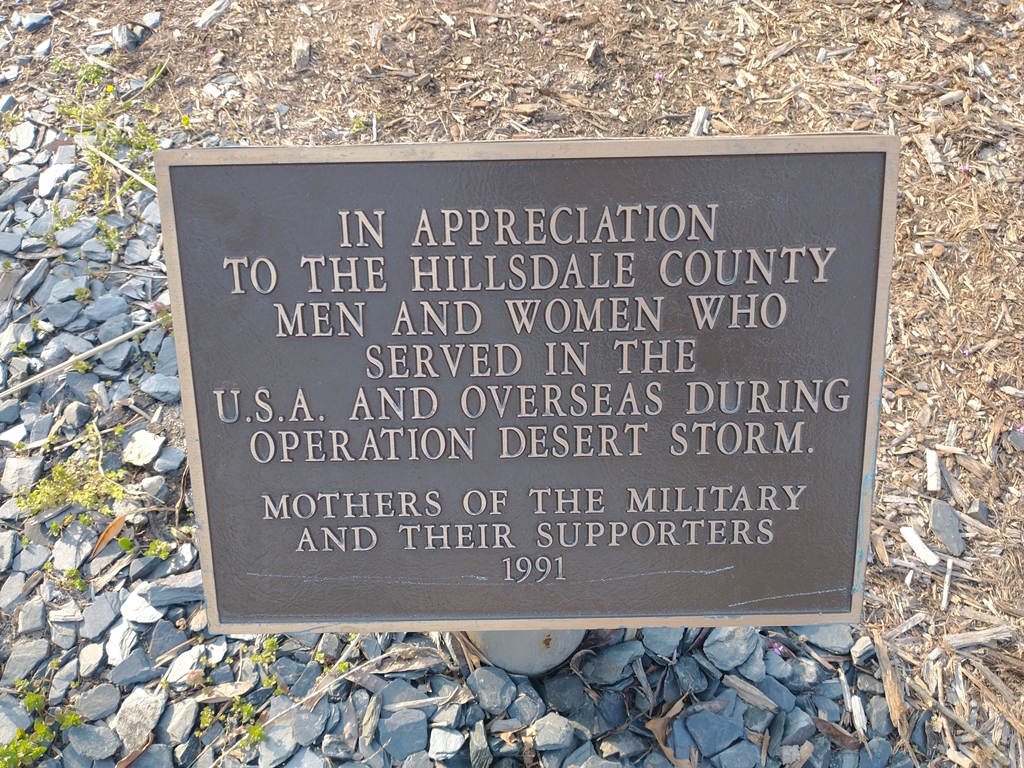 IN APPRECIATION
TO THE HILLSDALE COUNTY
MEN AND WOMEN WHO
SERVED IN THE
U.S.A. AND OVERSEAS DURING
OPERATION DESERT STORM.
MOTHERS OF THE MILITARY
AND THEIR SUPPORTERS
1991